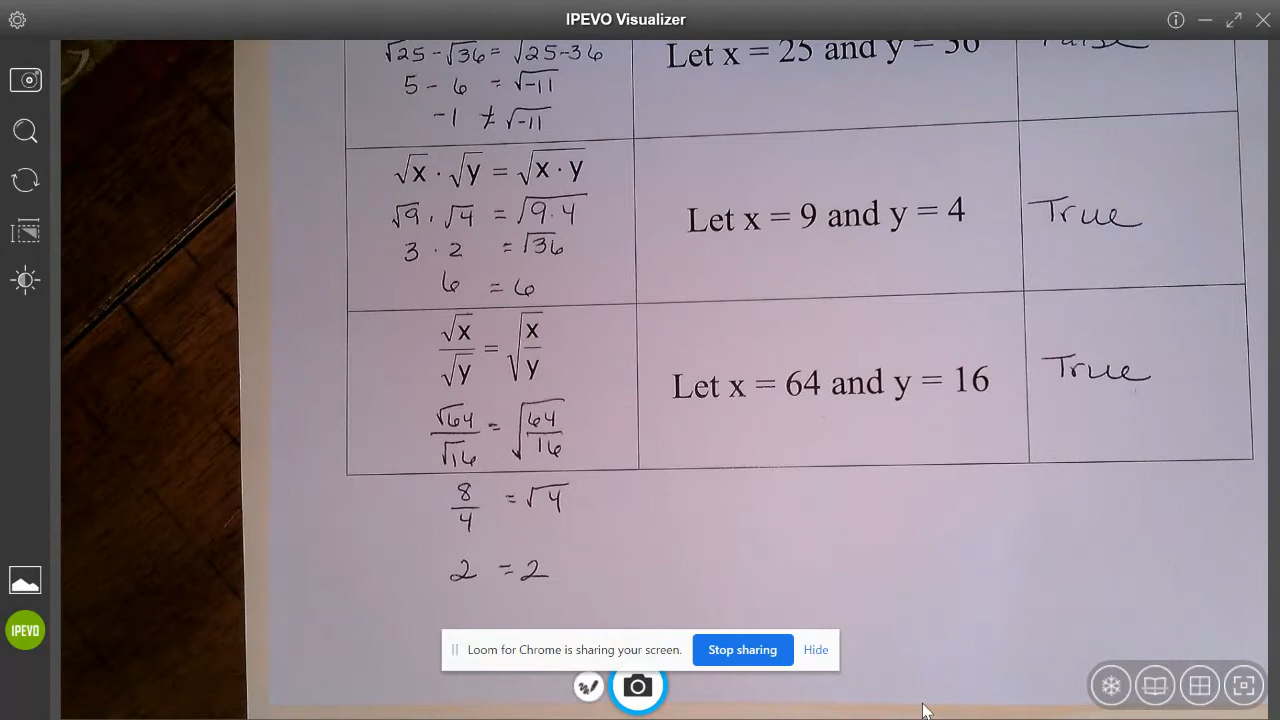 IPEVO Visualizer
√25 - √36 = √25-36
Let x = 25 and y = 36
False
5 - 6 = √-11
-1 ≠ √-11
√x · √y = √x · y
√9 · √4 = √9 · 4
Let x = 9 and y = 4
True
3 · 2 = √36
6 = 6
√x/√y = √x/y
Let x = 64 and y = 16
True
√64/√16 = √64/16
8/4 = √4
2 = 2
Loom for Chrome is sharing your screen.
Stop sharing
Hide
IPEVO